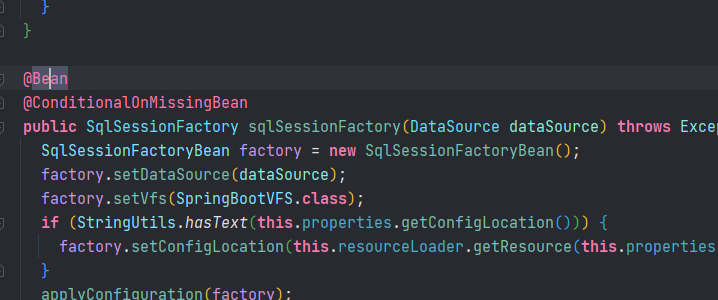 }
}
@Bean
@ConditionalOnMissingBean
public SqlSessionFactory sqlSessionFactory(DataSource dataSource) throws Excep
SqlSessionFactoryBean factory = new SqlSessionFactoryBean();
factory.setDataSource(dataSource);
factory.setVfs(SpringBootVFS.class);
if (StringUtils.hasText(this.properties.getConfigLocation())) {
factory.setConfigLocation(this.resourceLoader.getResource(this.properties
}
applyConfiguration(factory);